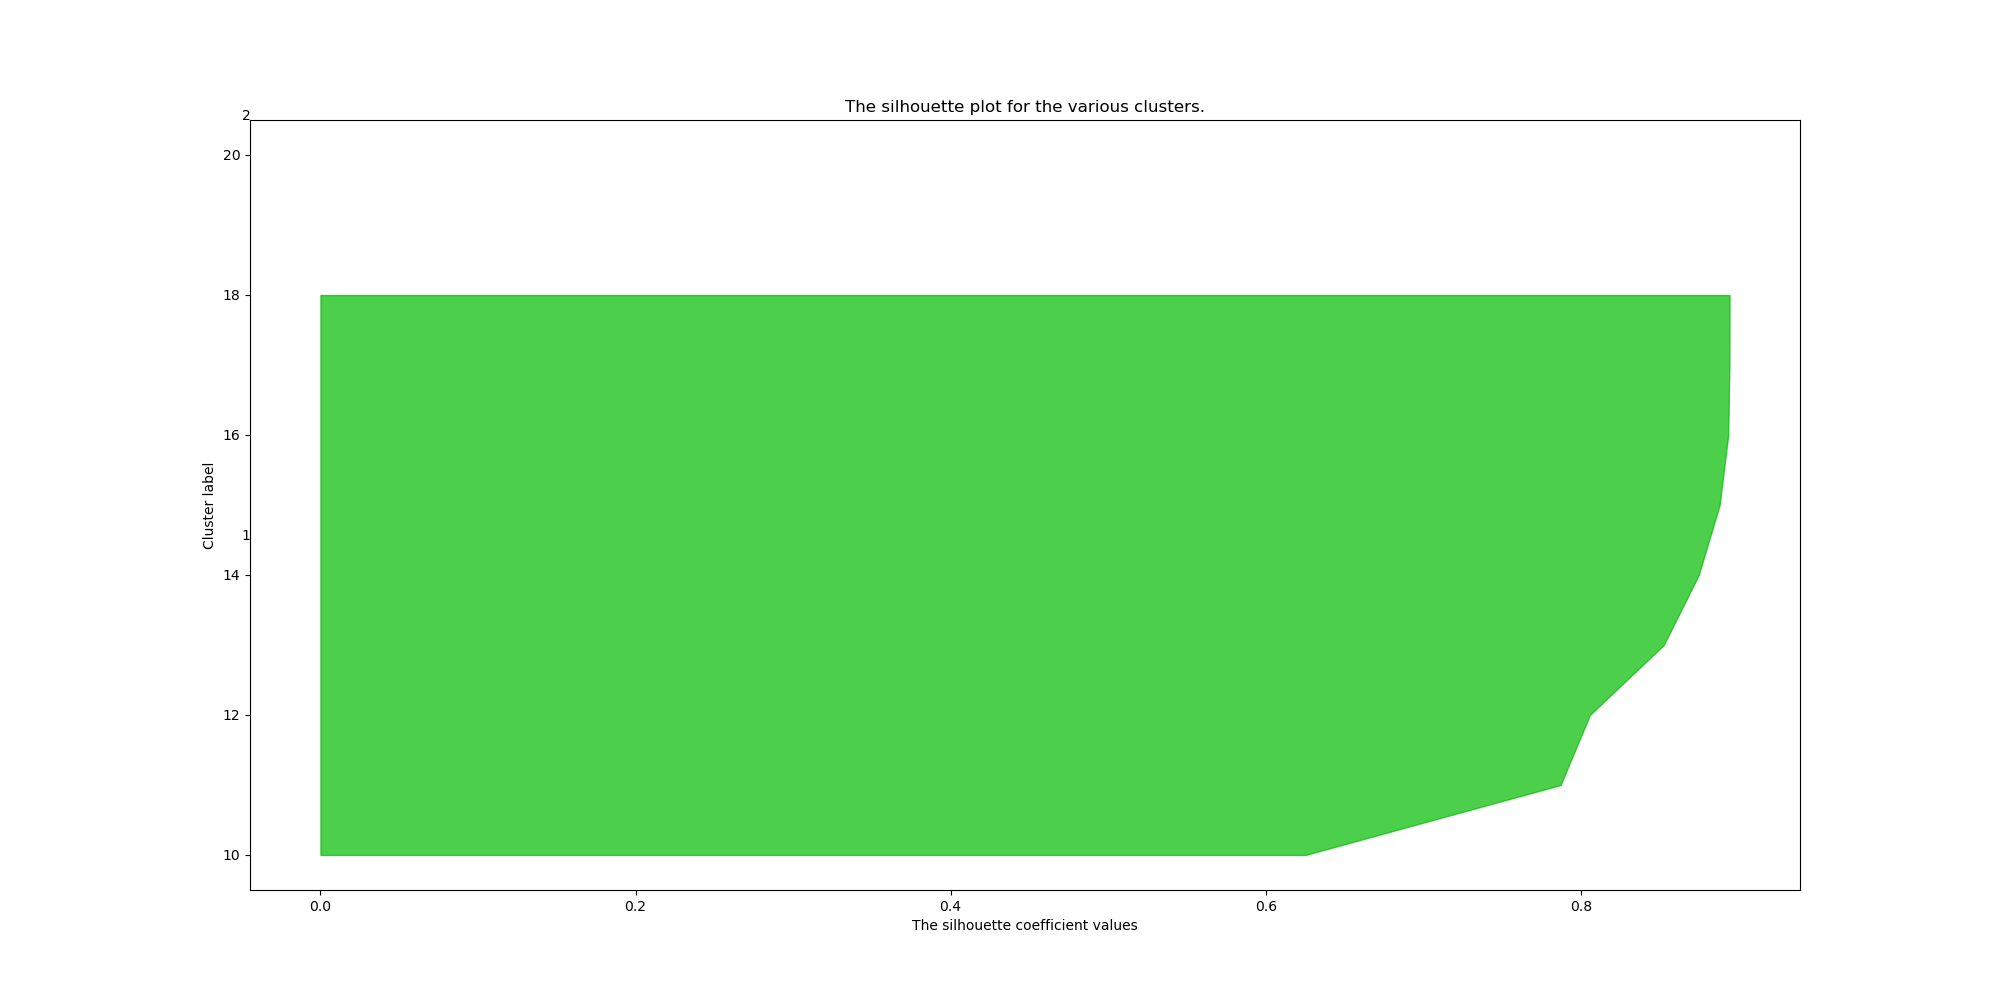 The silhouette plot for the various clusters.
2
20
18
16
1
14
12
10
Cluster label
0.0 0.2 0.4 0.6 0.8
The silhouette coefficient values